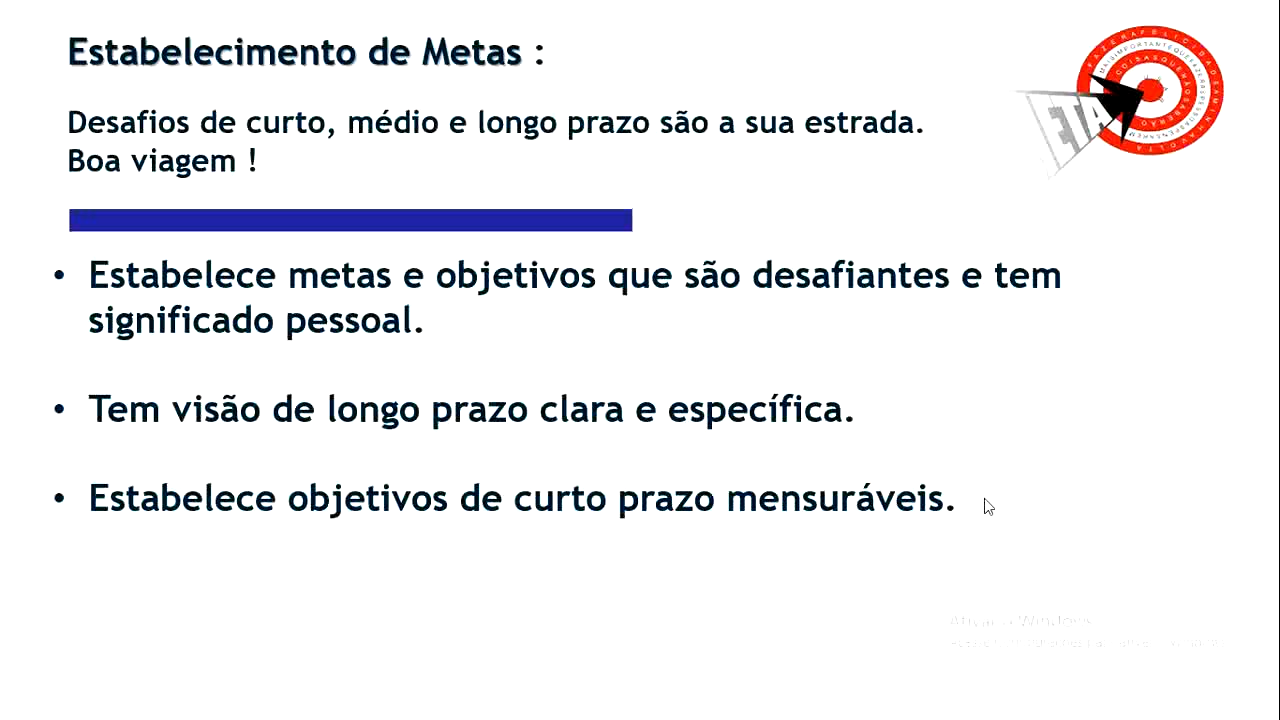 Estabelecimento de Metas :
Desafios de curto, médio e longo prazo são a sua estrada.
Boa viagem !
• Estabelece metas e objetivos que são desafiantes e tem
significado pessoal.
• Tem visão de longo prazo clara e específica.
• Estabelece objetivos de curto prazo mensuráveis.